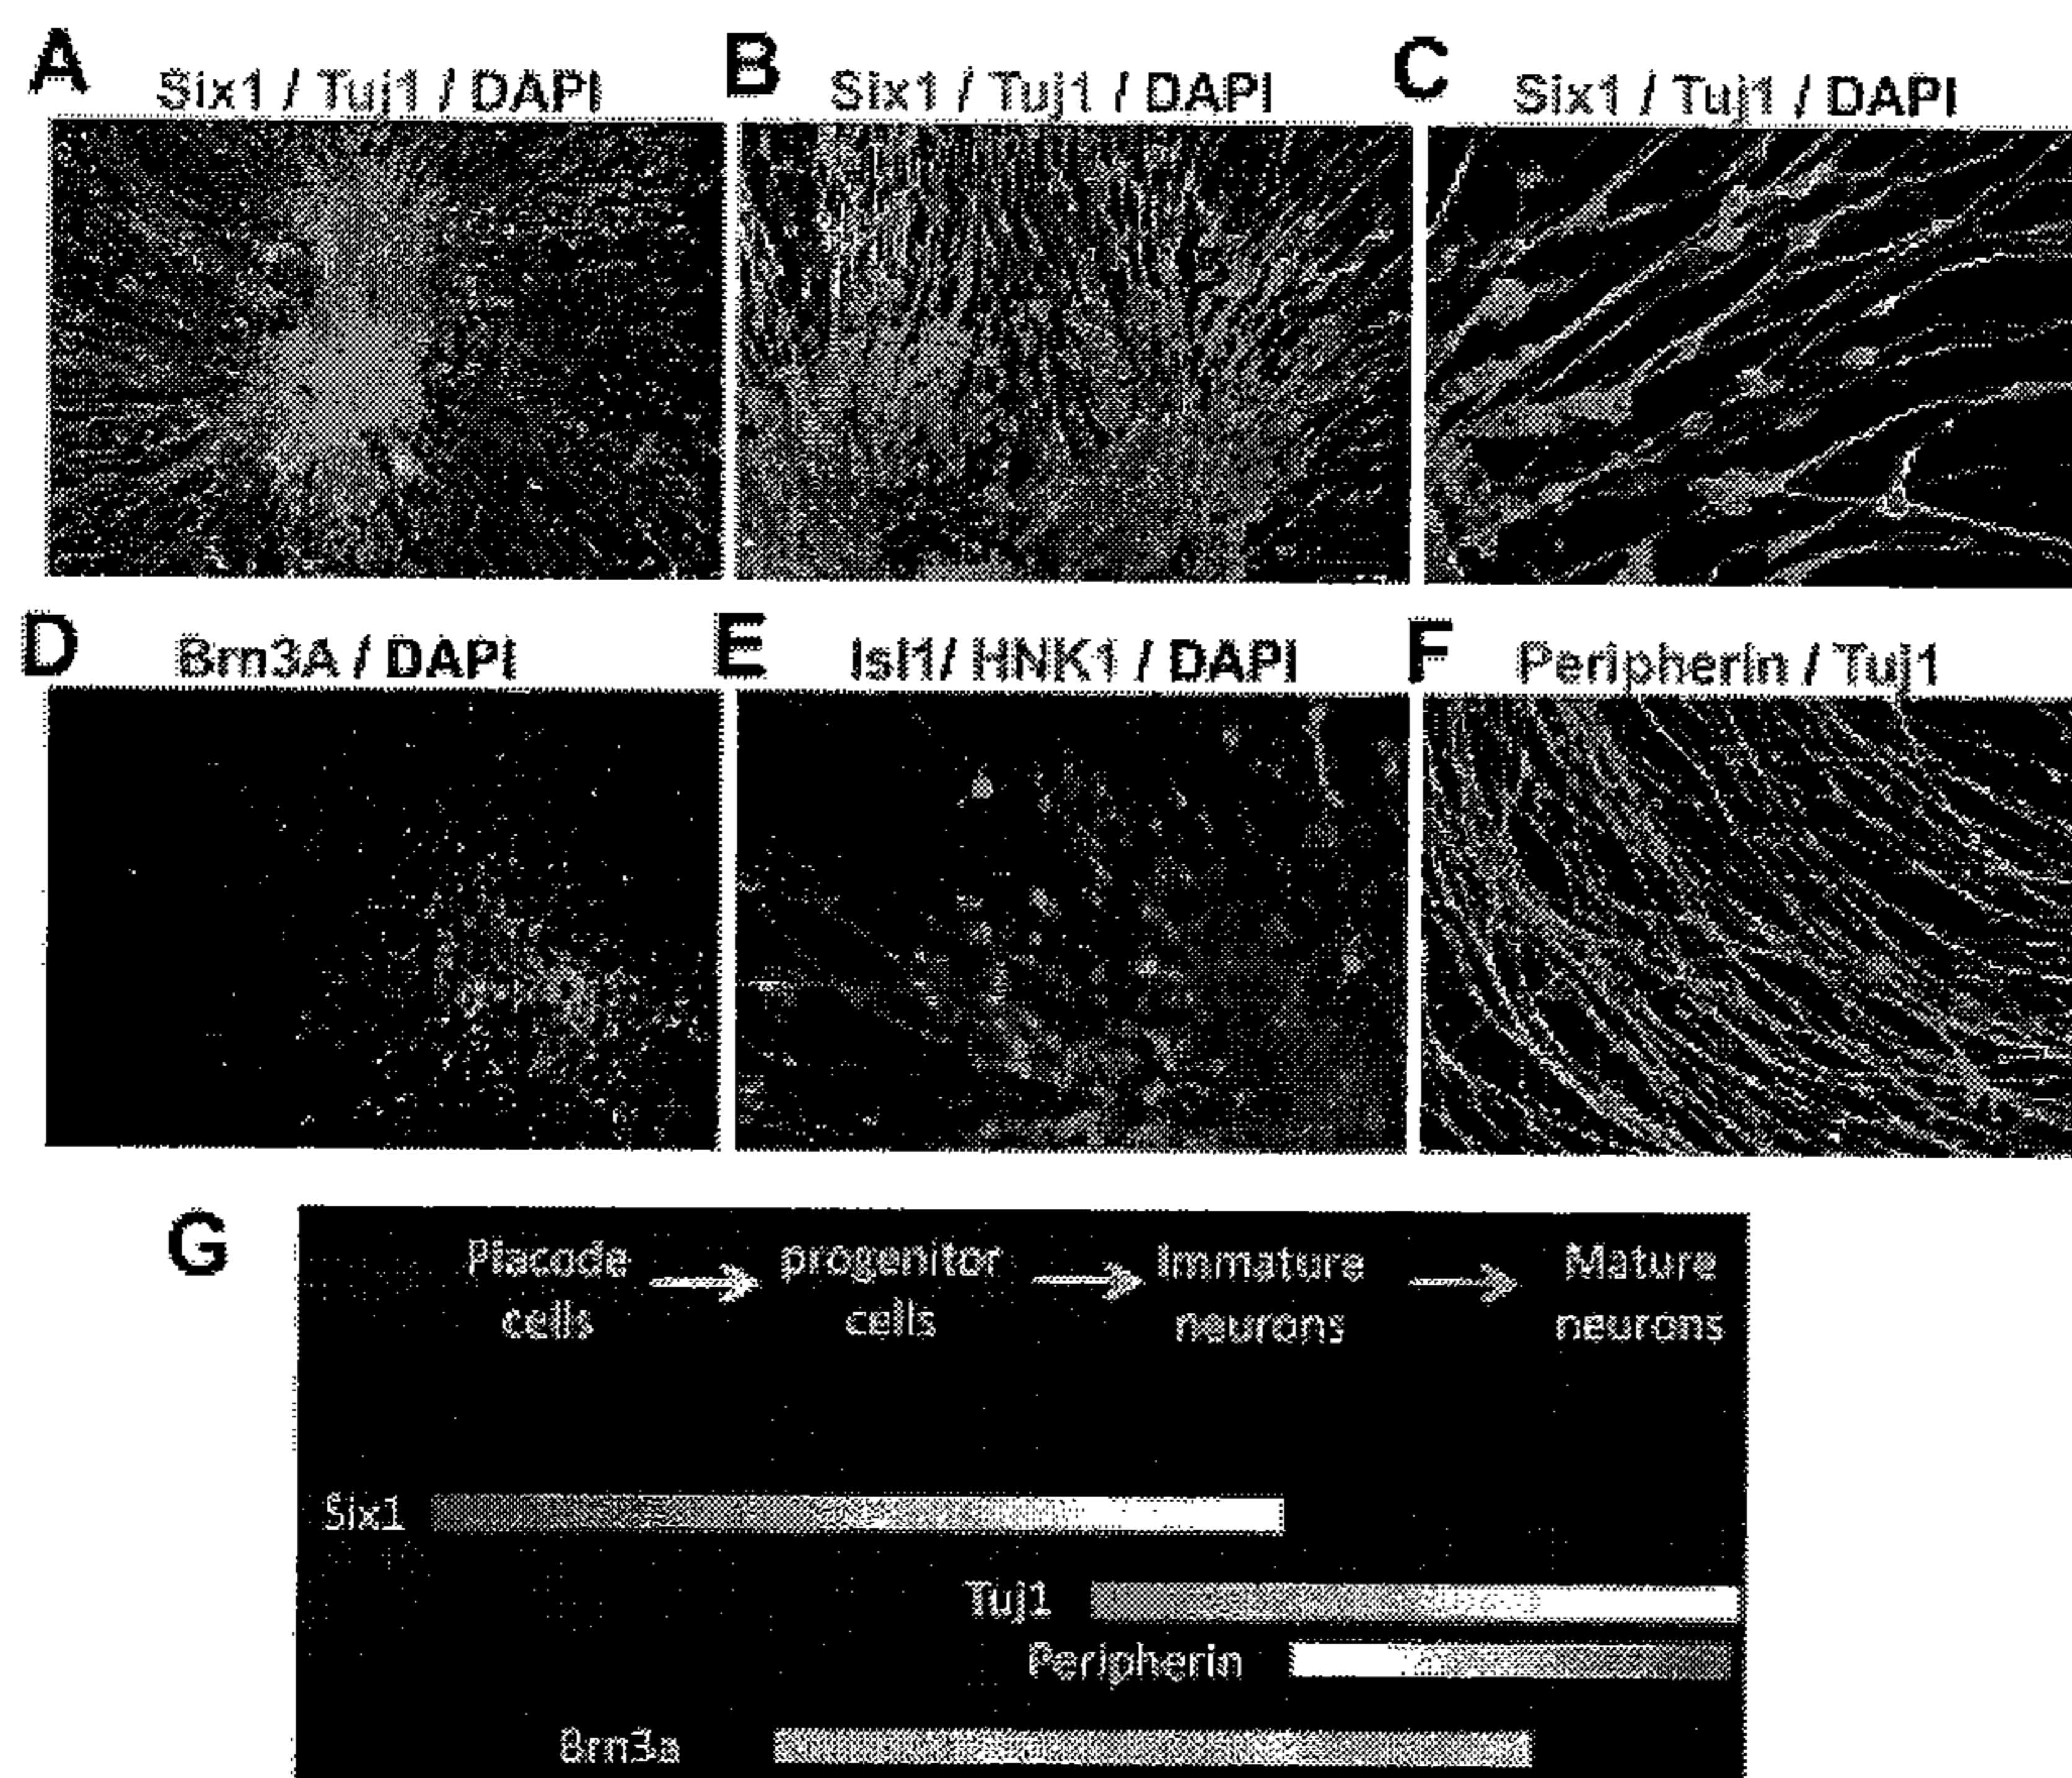 A
Six1 / Tuj1 / DAPI
B
Six1 / Tuj1 / DAPI
C
Six1 / Tuj1 / DAPI
D
Brn3A / DAPI
E
Isl1/ HNK1 / DAPI
F
Peripherin / Tuj1
G
Placode cells
progenitor cells
Immature neurons
Mature neurons
Six1
Tuj1
Peripherin
Brn3a